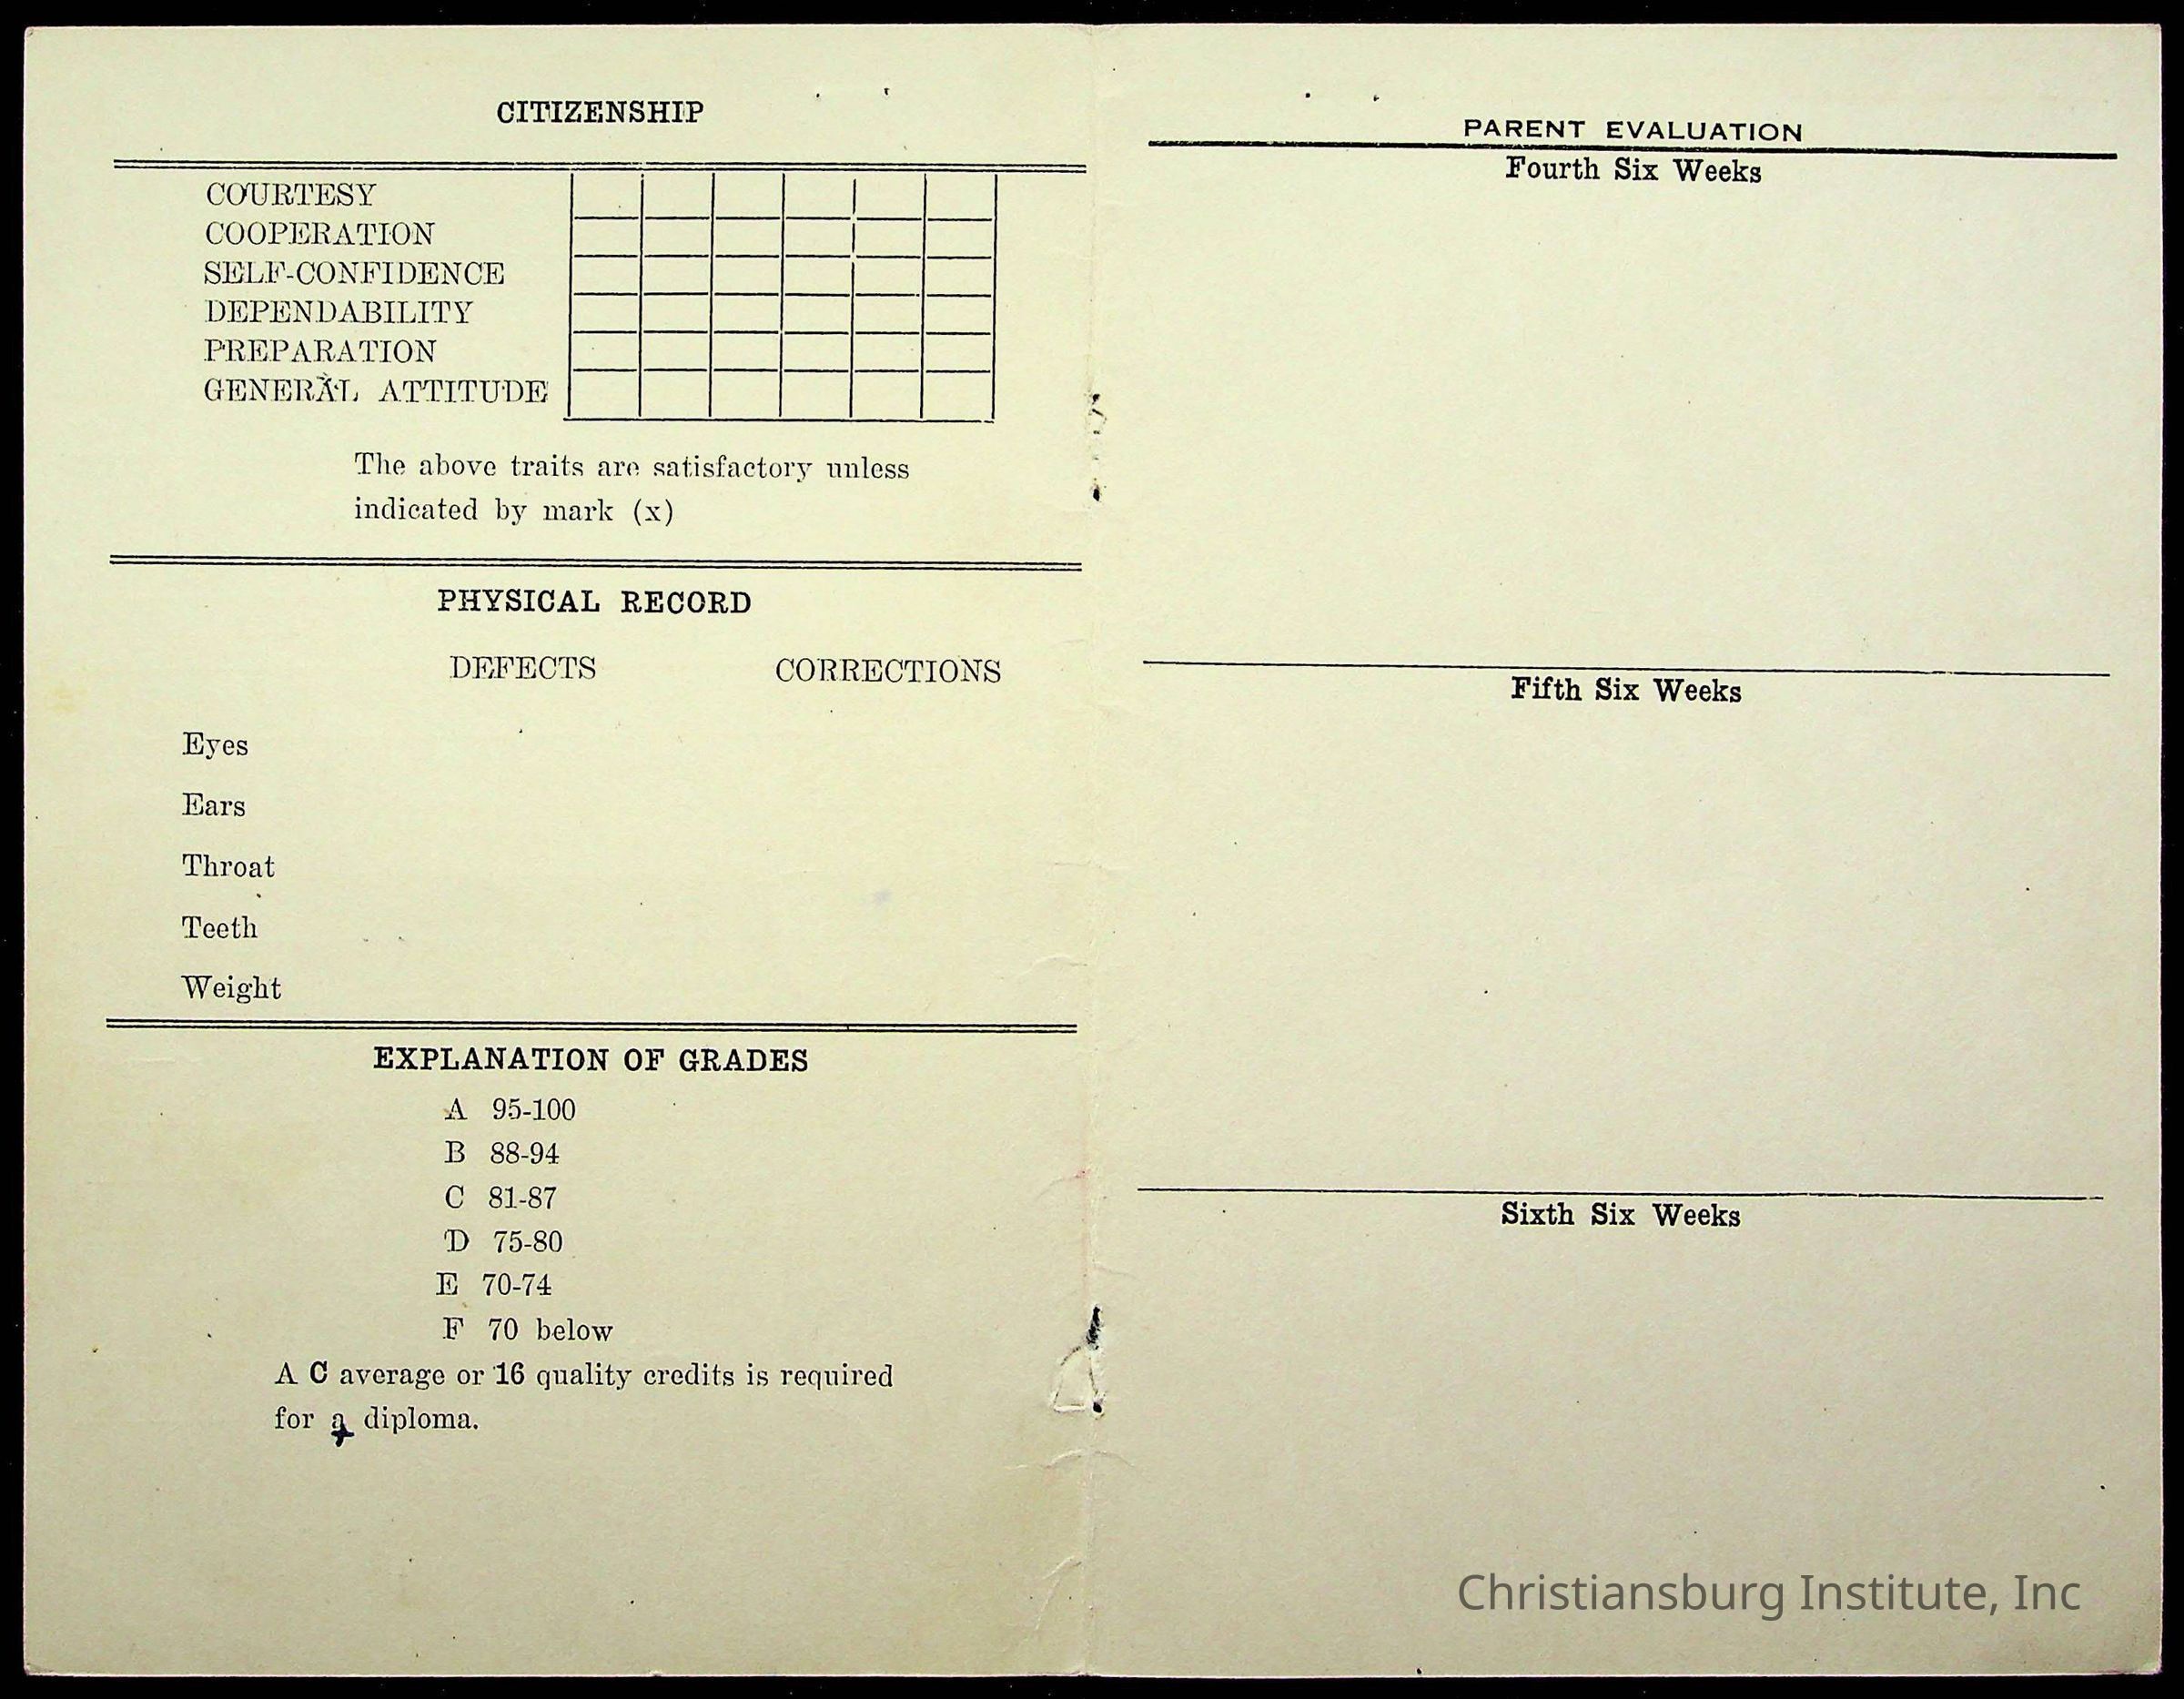 CITIZENSHIP
COURTESY
COOPERATION
SELF-CONFIDENCE
DEPENDABILITY
PREPARATION
GENERAL ATTITUDE
The above traits are satisfactory unless
indicated by mark (x)
PHYSICAL RECORD
DEFECTS CORRECTIONS
Eyes
Ears
Throat
Teeth
Weight
EXPLANATION OF GRADES
A 95-100
B 88-94
C 81-87
D 75-80
E 70-74
F 70 below
A C average or 16 quality credits is required
for a diploma.
PARENT EVALUATION
Fourth Six Weeks
Fifth Six Weeks
Sixth Six Weeks
Christiansburg Institute, Inc